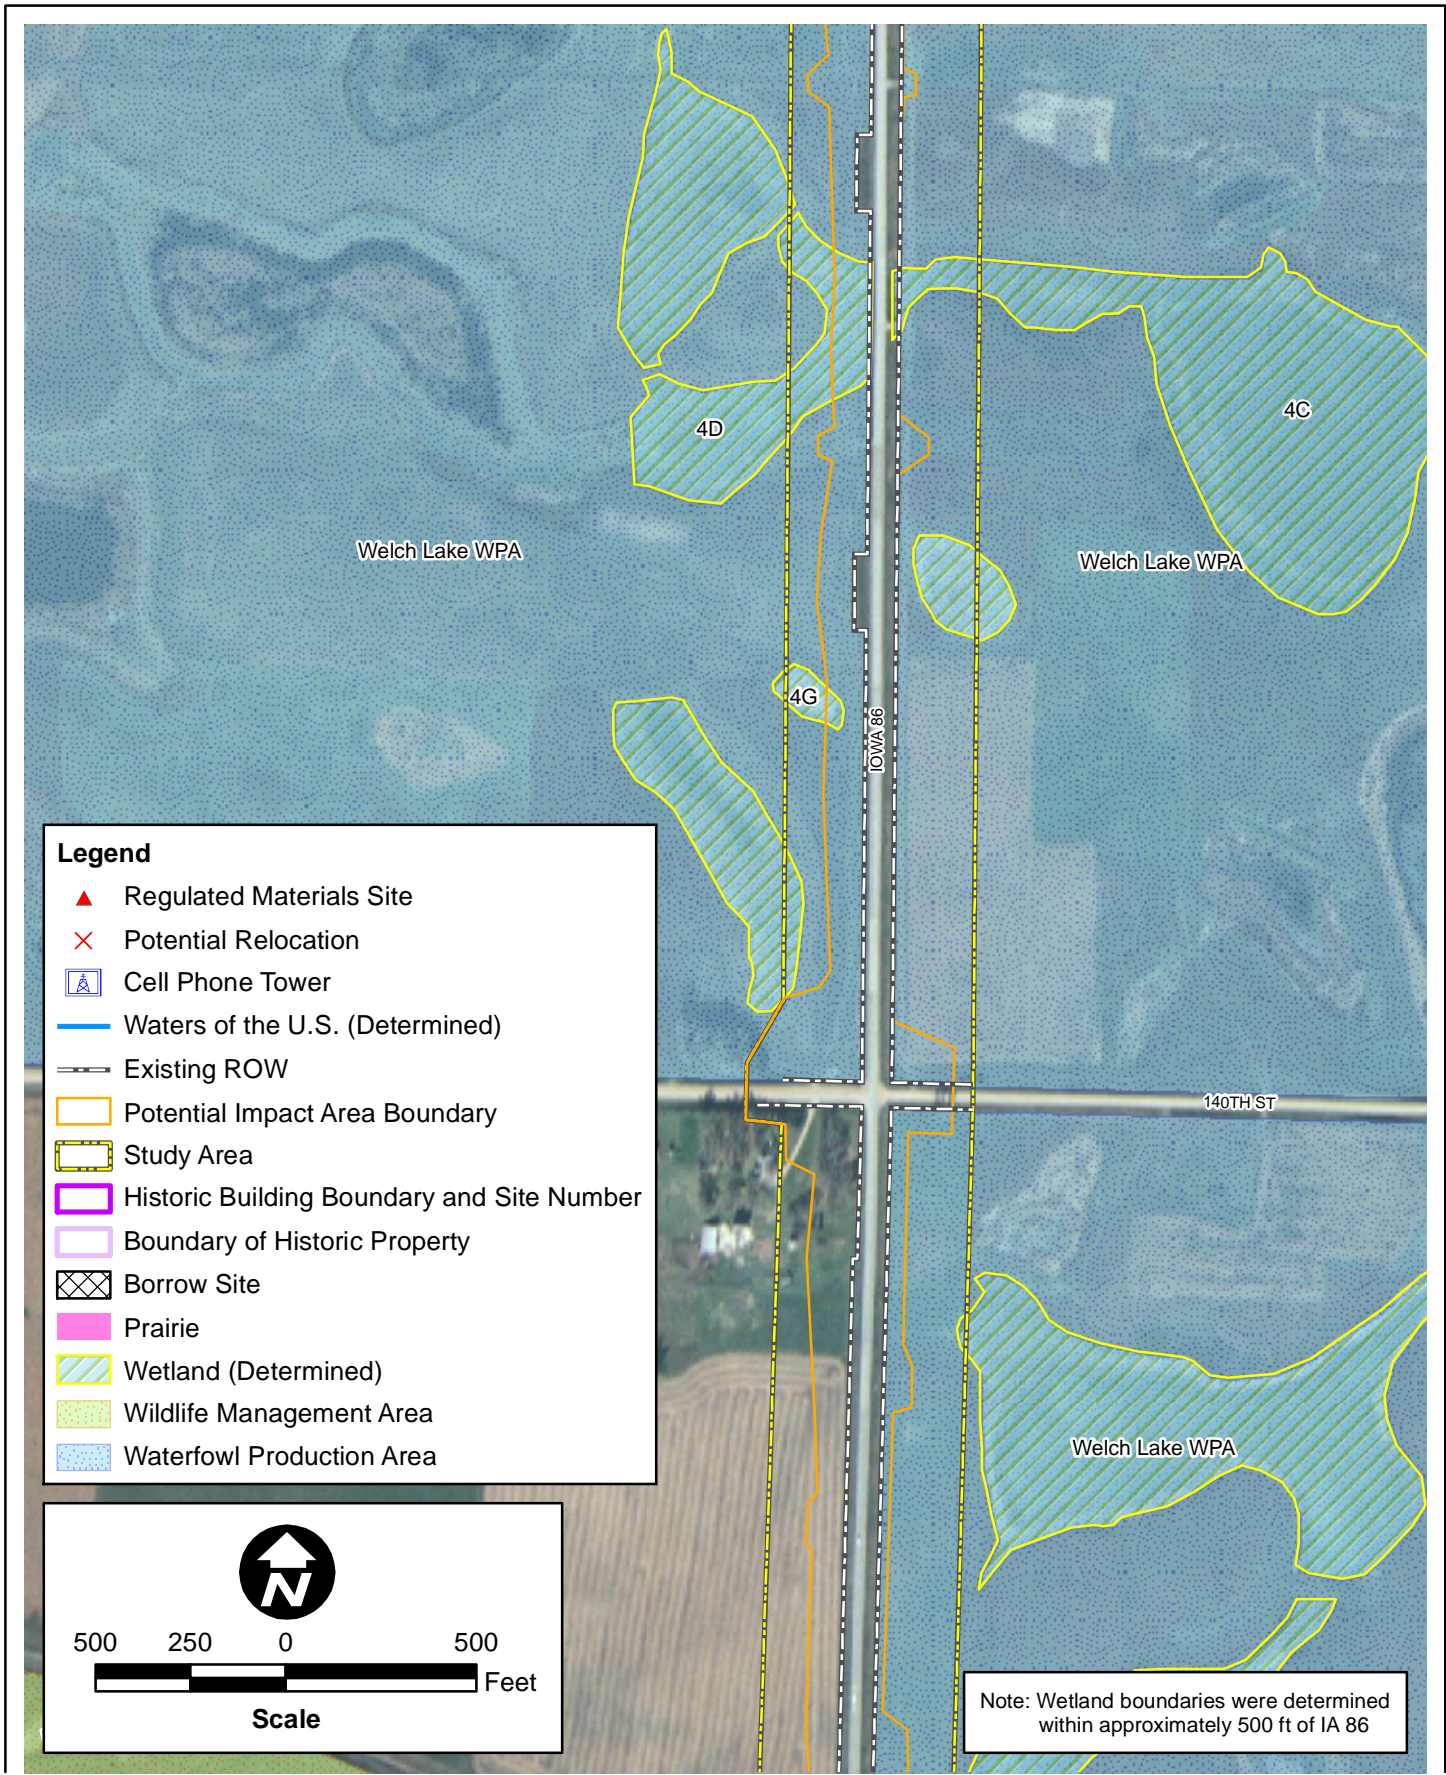 4C
4D
Welch Lake WPA
Welch Lake WPA
4G
IOWA 86
140TH ST
Welch Lake WPA
Legend
Regulated Materials Site
Potential Relocation
Cell Phone Tower
Waters of the U.S. (Determined)
Existing ROW
Potential Impact Area Boundary
Study Area
Historic Building Boundary and Site Number
Boundary of Historic Property
Borrow Site
Prairie
Wetland (Determined)
Wildlife Management Area
Waterfowl Production Area
N
500 250 0 500
Feet
Scale
Note: Wetland boundaries were determined
within approximately 500 ft of IA 86